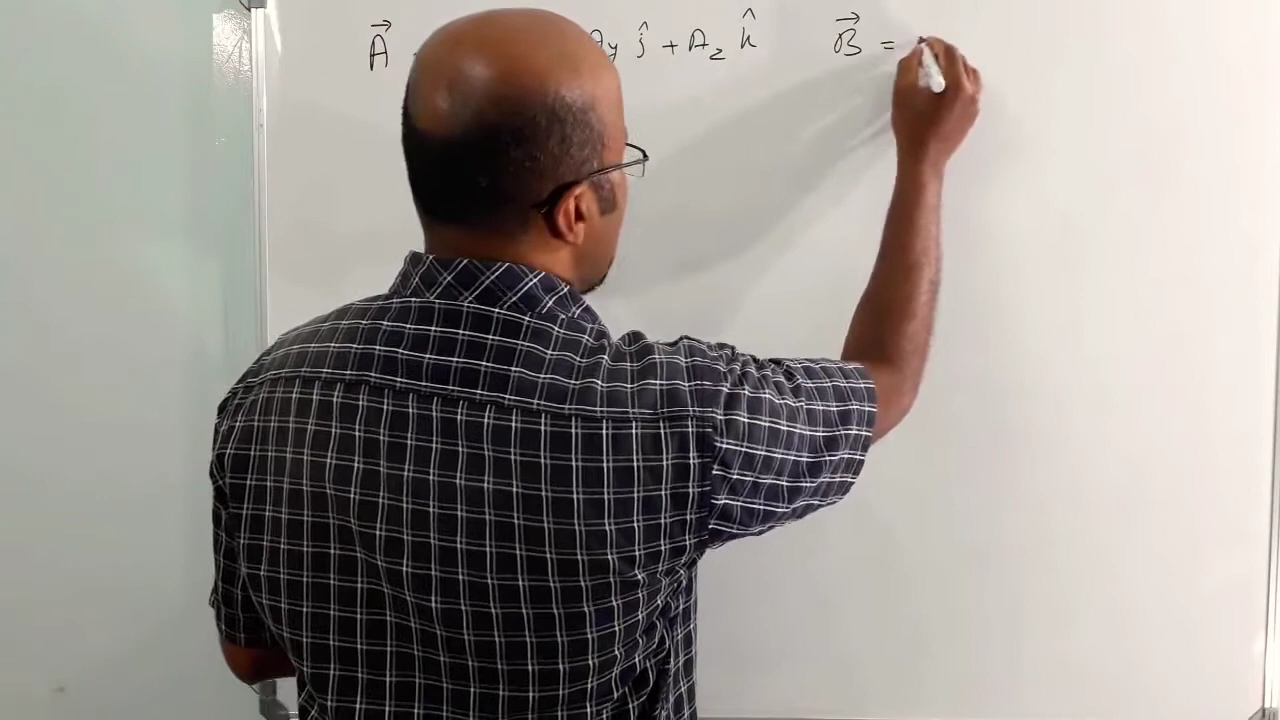 A⃗ Ay ĵ + Az k̂ B⃗ =